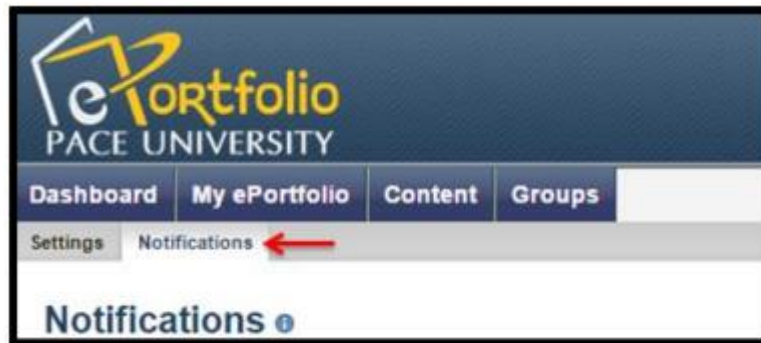 ePortfolio
PACE UNIVERSITY
Dashboard My ePortfolio Content Groups
Settings Notifications
Notifications i